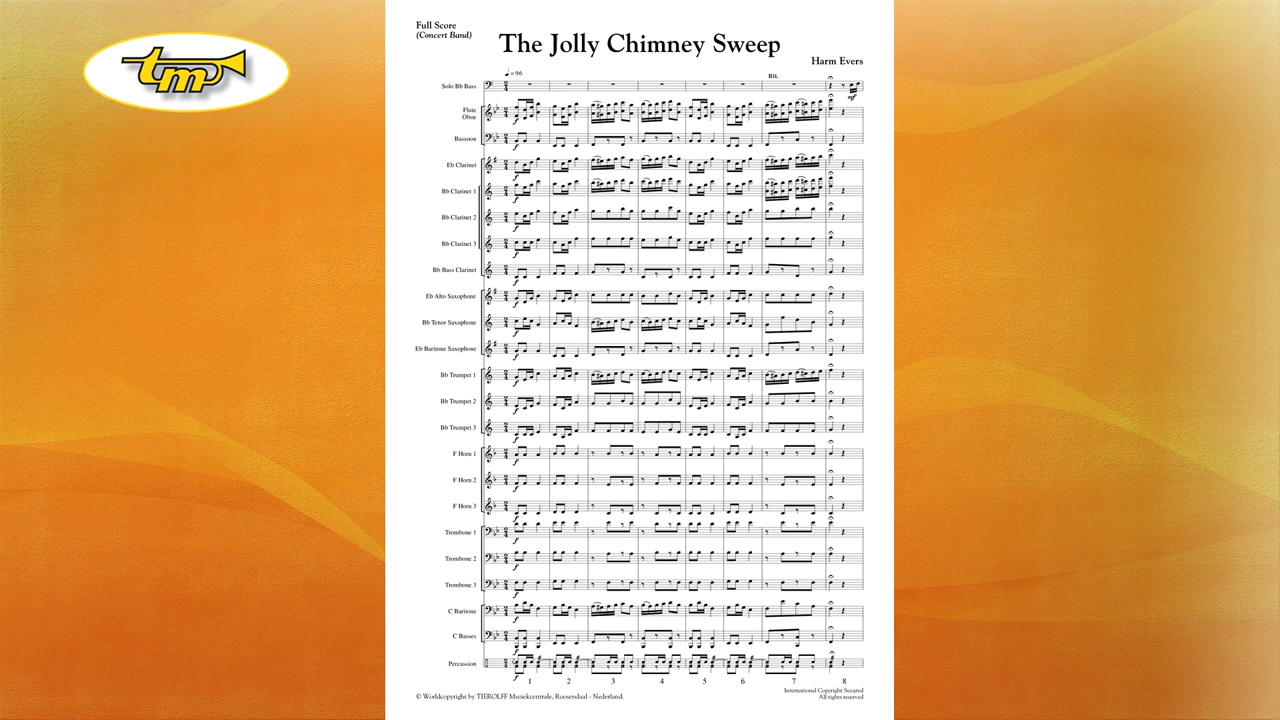 tm
Full Score
(Concert Band)
The Jolly Chimney Sweep
Harm Evers
♩ = 96
Rit.
Solo Bb Bass
mf
Flute
Oboe
f
Bassoon
f
Eb Clarinet
f
Bb Clarinet 1
f
Bb Clarinet 2
f
Bb Clarinet 3
f
Bb Bass Clarinet
f
Eb Alto Saxophone
f
Bb Tenor Saxophone
f
Eb Baritone Saxophone
f
Bb Trumpet 1
f
Bb Trumpet 2
f
Bb Trumpet 3
f
F Horn 1
f
F Horn 2
f
F Horn 3
f
Trombone 1
f
Trombone 2
f
Trombone 3
f
C Baritone
f
C Basses
f
Percussion
f
1 2 3 4 5 6 7 8
© Worldcopyright by TIEROLFF Muziekcentrale, Roosendaal - Nederland.
International Copyright Secured
All rights reserved